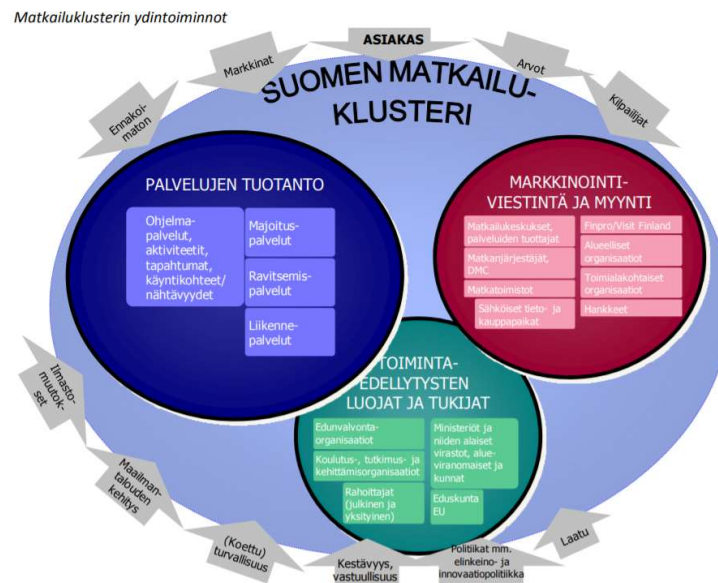 Matkailuklusterin ydintoiminnot
ASIAKAS
Markkinat
Arvot
Ennakoi-
maton
Kilpailijat
SUOMEN MATKAILU-
KLUSTERI
PALVELUJEN TUOTANTO
Ohjelma-
palvelut,
aktiviteetit,
tapahtumat,
käyntikohteet/
nähtävyydet
Majoitus-
palvelut
Ravitsemis-
palvelut
Liikenne-
palvelut
MARKKINOINTI-
VIESTINTÄ JA MYYNTI
Matkailukeskukset,
palveluiden tuottajat
Matkanjärjestäjät,
DMC
Matkatoimistot
Sähköiset tieto- ja
kauppapaikat
Finpro/Visit Finland
Alueelliset
organisaatiot
Toimialakohtaiset
organisaatiot
Hankkeet
TOIMINTA-
EDELLYTYSTEN
LUOJAT JA TUKIJAT
Edunvalvonta-
organisaatiot
Koulutus-, tutkimus- ja
kehittämisorganisaatiot
Rahoittajat
(julkinen ja
yksityinen)
Ministeriöt ja
niiden alaiset
virastot, alue-
viranomaiset ja
kunnat
Eduskunta
EU
Ilmasto-
muutok-
set
Maailman-
talouden
kehitys
(Koettu)
turvallisuus
Kestävyys,
vastuullisuus
Politiikat mm.
elinkeino- ja
innovaatiopolitiikka
Laatu